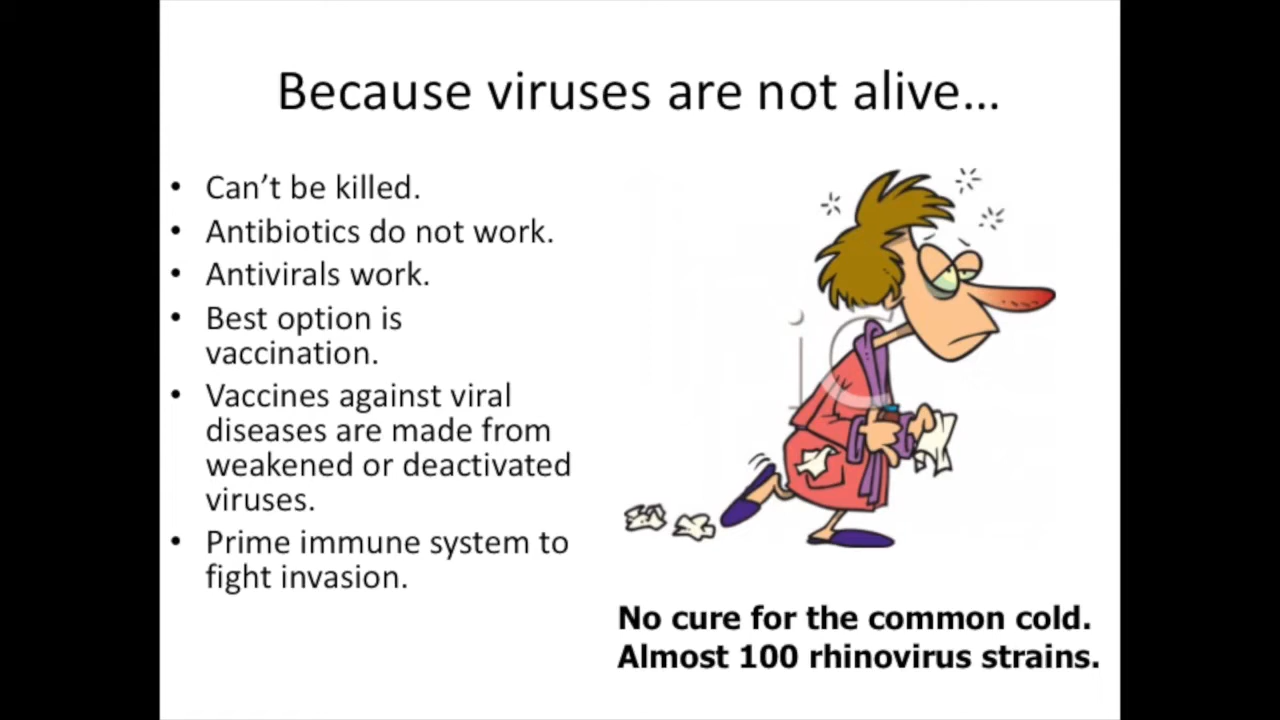 Because viruses are not alive…
• Can’t be killed.
• Antibiotics do not work.
• Antivirals work.
• Best option is
vaccination.
• Vaccines against viral
diseases are made from
weakened or deactivated
viruses.
• Prime immune system to
fight invasion.
No cure for the common cold.
Almost 100 rhinovirus strains.